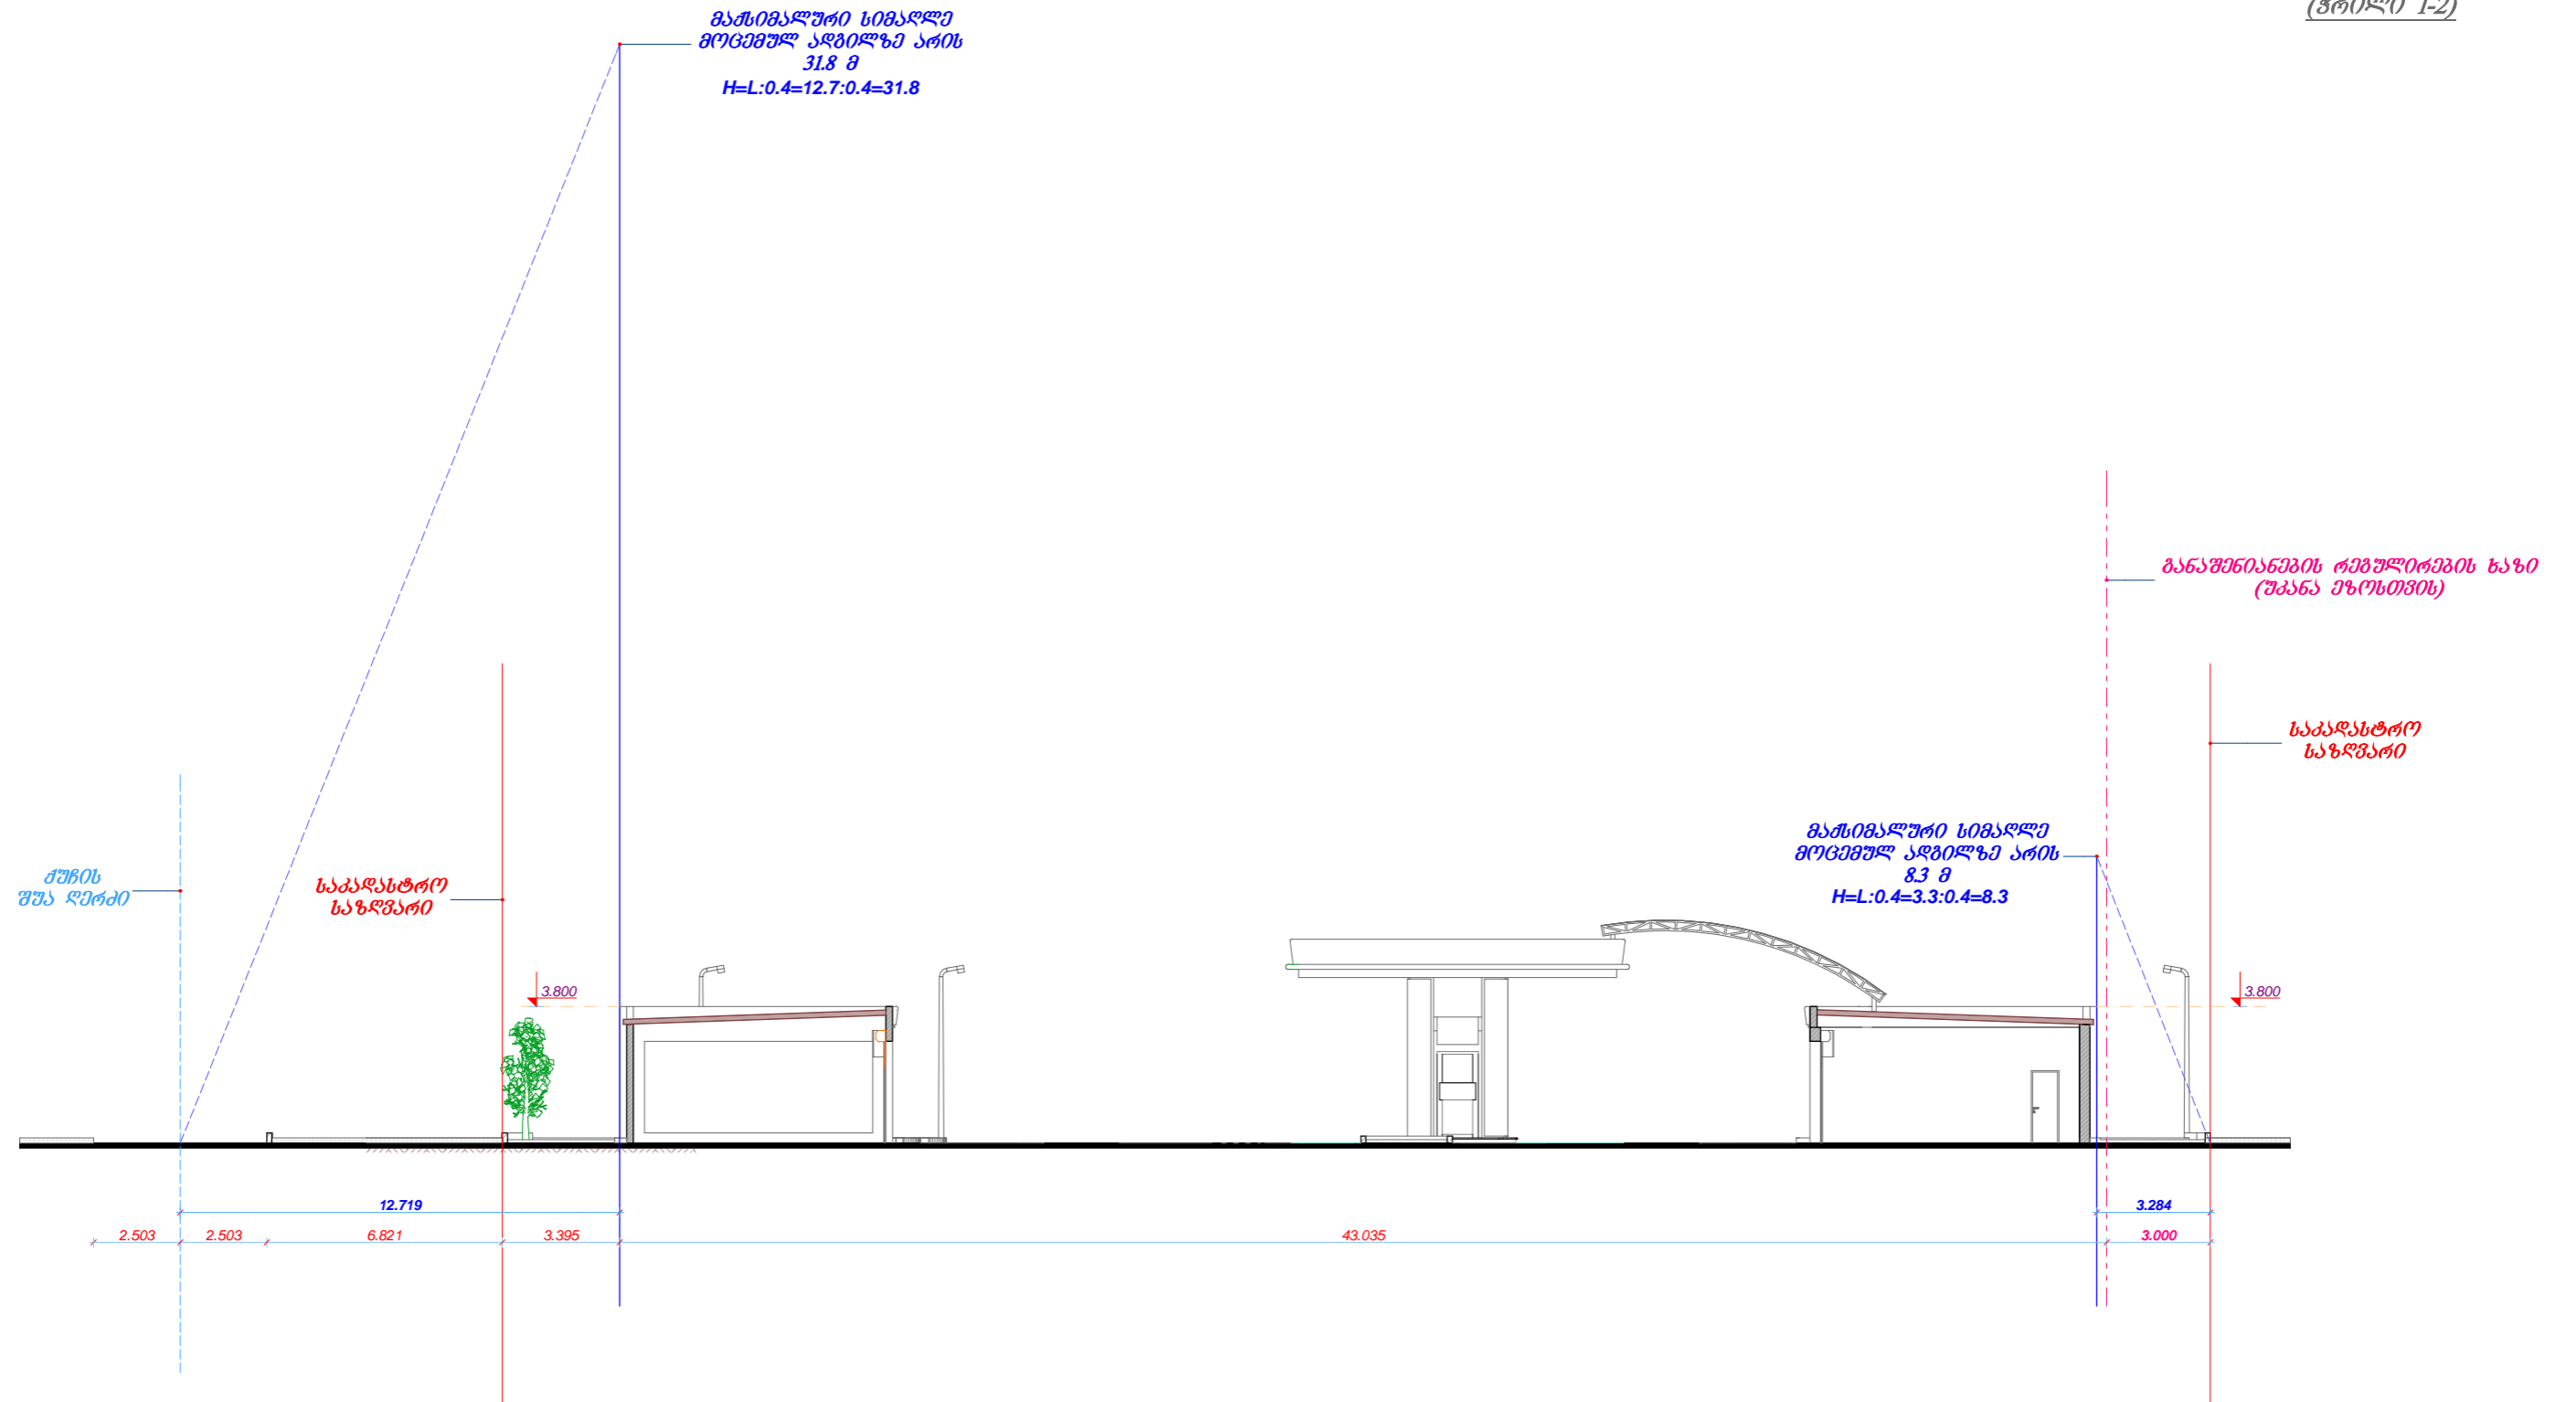 (ჭრილი 1-2)
მაქსიმალური სიმაღლე
მოცემულ ადგილზე არის
31.8 მ
H=L:0.4=12.7:0.4=31.8
განაშენიანების რეგულირების ხაზი
(უკანა ეზოსთვის)
საკადასტრო
საზღვარი
მაქსიმალური სიმაღლე
მოცემულ ადგილზე არის
8.3 მ
H=L:0.4=3.3:0.4=8.3
ქუჩის
შუა ღერძი
საკადასტრო
საზღვარი
3.800
3.800
12.719
3.284
2.503
2.503
6.821
3.395
43.035
3.000